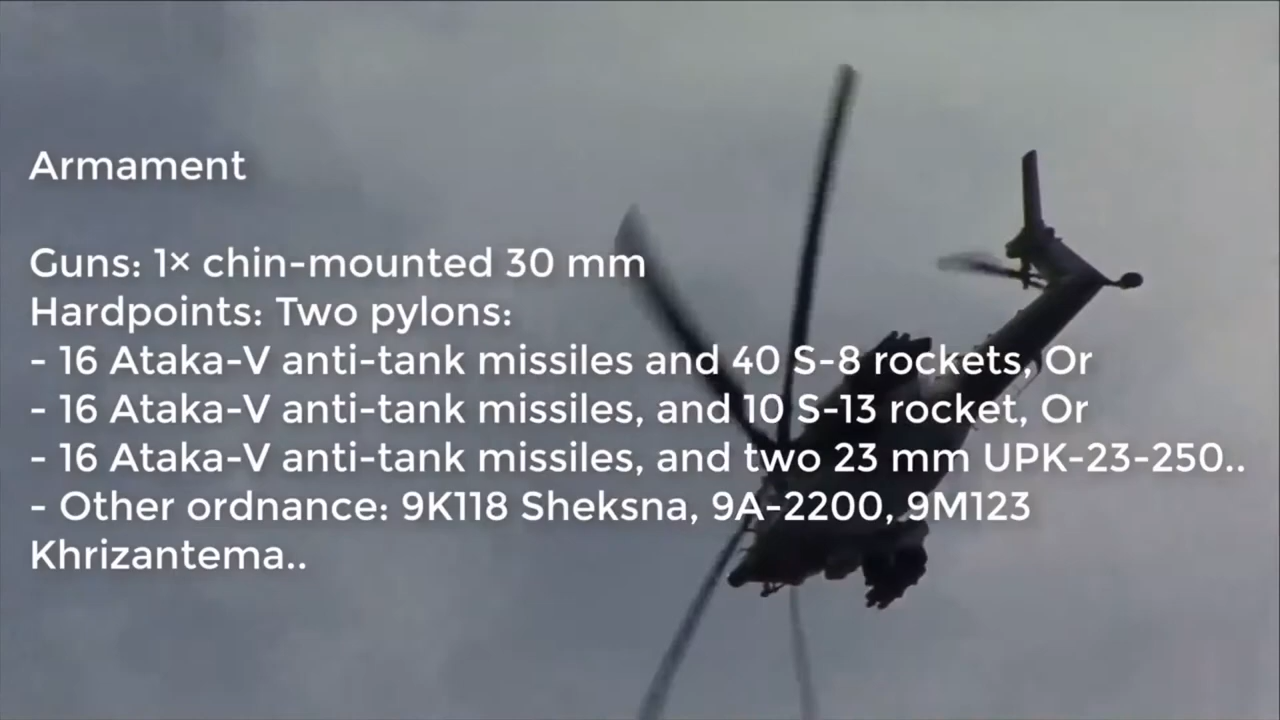 Armament
Guns: 1× chin-mounted 30 mm
Hardpoints: Two pylons:
- 16 Ataka-V anti-tank missiles and 40 S-8 rockets, Or
- 16 Ataka-V anti-tank missiles, and 10 S-13 rocket, Or
- 16 Ataka-V anti-tank missiles, and two 23 mm UPK-23-250..
- Other ordnance: 9K118 Sheksna, 9A-2200, 9M123
Khrizantema..